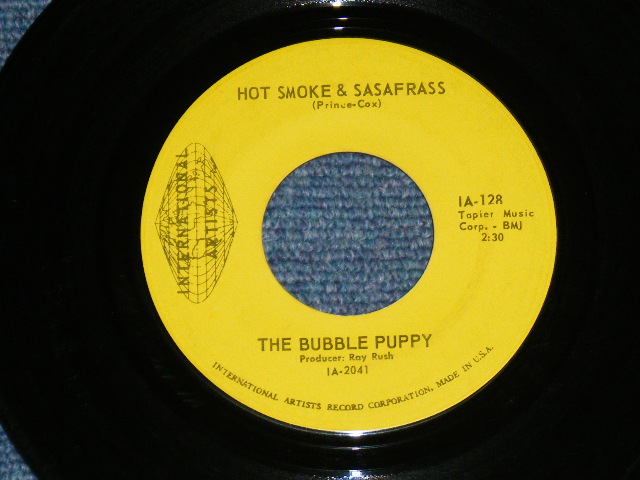 HOT SMOKE & SASAFRASS
(Prince-Cox)
INTERNATIONAL
ARTISTS
IA-128
Tapier Music
Corp. - BMJ
2:30
THE BUBBLE PUPPY
Producer: Ray Rush
IA-2041
INTERNATIONAL ARTISTS RECORD CORPORATION, MADE IN U.S.A.